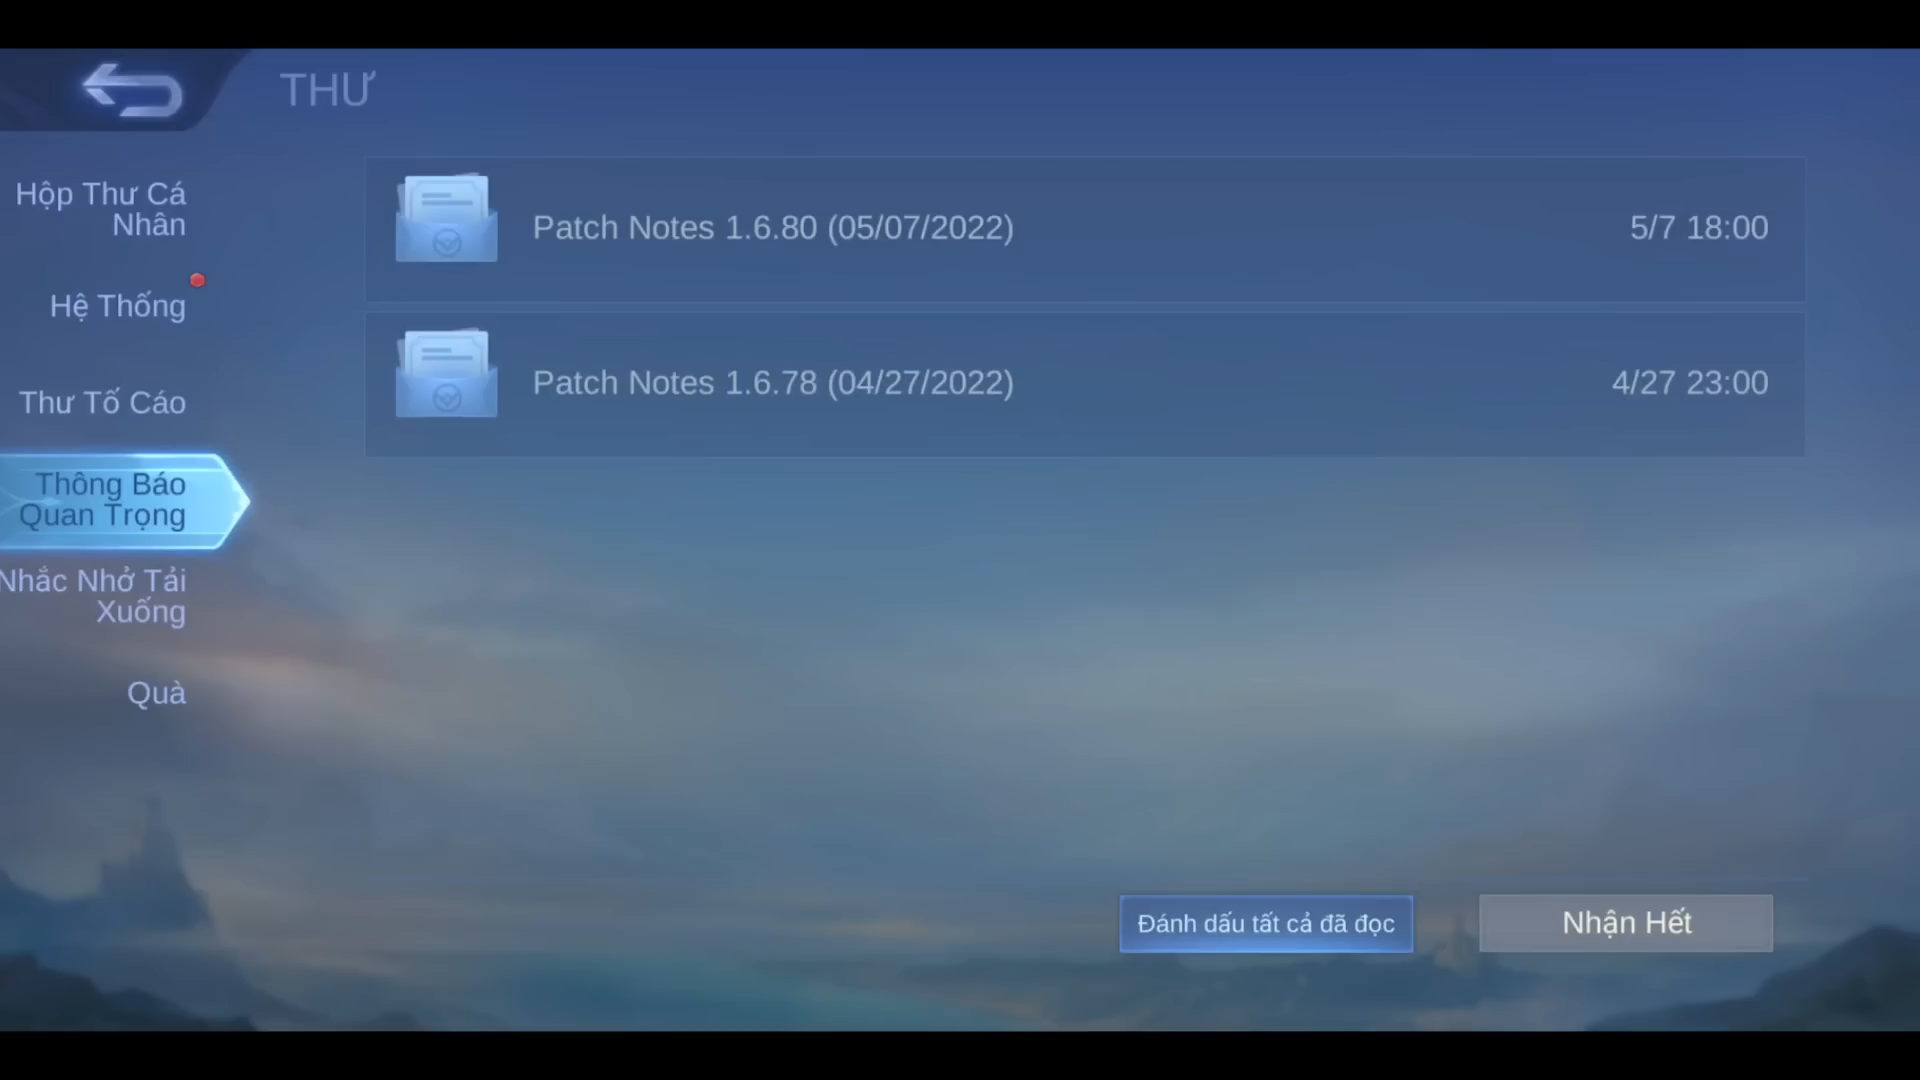 THƯ
Hộp Thư Cá
Nhân
Hệ Thống
Thư Tố Cáo
Thông Báo
Quan Trọng
Nhắc Nhở Tải
Xuống
Quà
Patch Notes 1.6.80 (05/07/2022)
5/7 18:00
Patch Notes 1.6.78 (04/27/2022)
4/27 23:00
Đánh dấu tất cả đã đọc
Nhận Hết